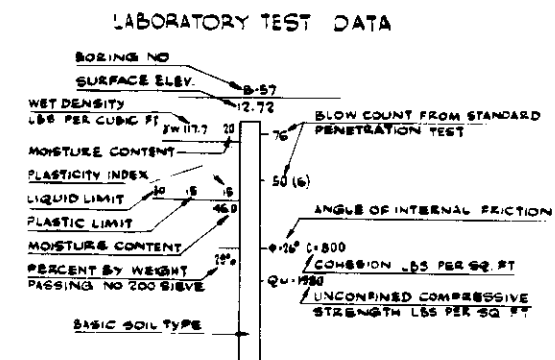 LABORATORY TEST DATA
BORING NO
B-57
SURFACE ELEV.
12.72
WET DENSITY
LBS PER CUBIC FT
γw 117.7
20
MOISTURE CONTENT
76
BLOW COUNT FROM STANDARD
PENETRATION TEST
PLASTICITY INDEX
50 (6)
LIQUID LIMIT
30 15 15
PLASTIC LIMIT
46.0
MOISTURE CONTENT
ANGLE OF INTERNAL FRICTION
Φ=26° C=800
PERCENT BY WEIGHT
PASSING NO 200 SIEVE
COHESION LBS PER SQ. FT
UNCONFINED COMPRESSIVE
STRENGTH LBS PER SQ FT
BASIC SOIL TYPE